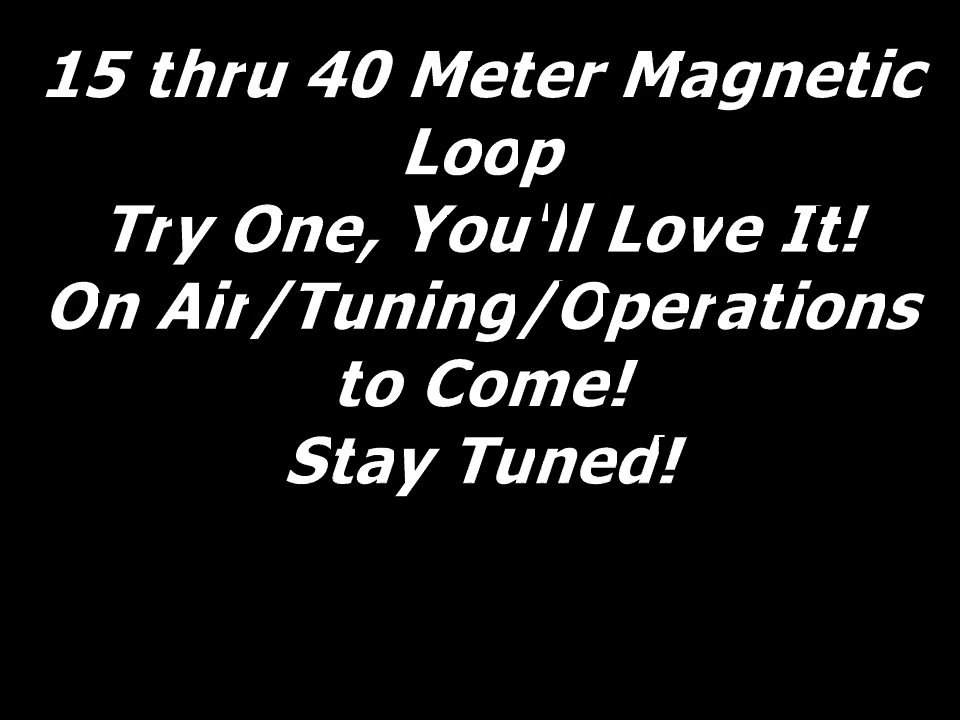 15 thru 40 Meter Magnetic
Loop
Try One, You'll Love It!
On Air/Tuning/Operations
to Come!
Stay Tuned!